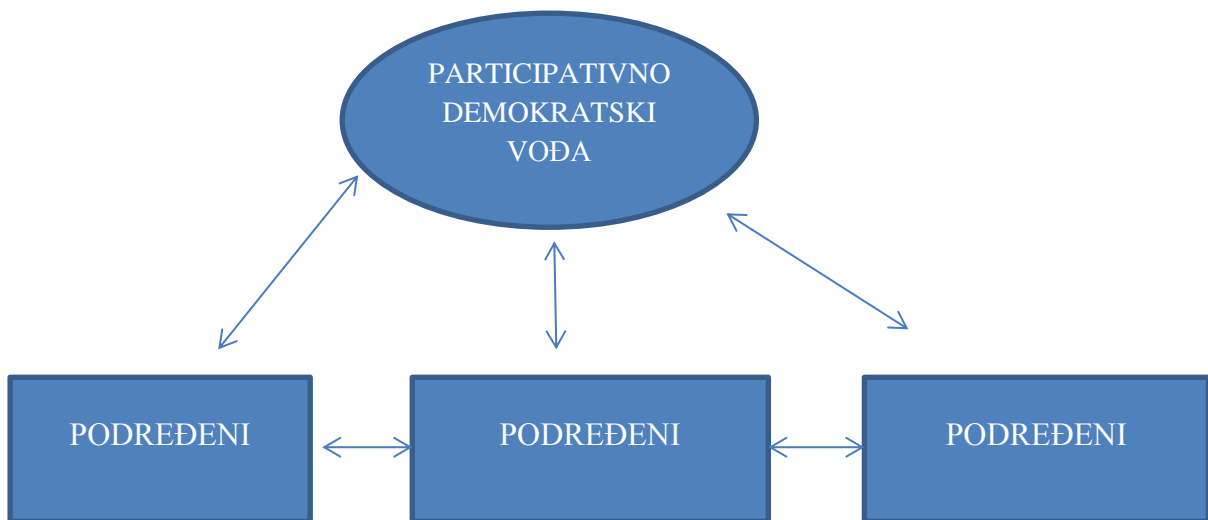 PARTICIPATIVNO
DEMOKRATSKI
VOĐA
PODREĐENI
PODREĐENI
PODREĐENI